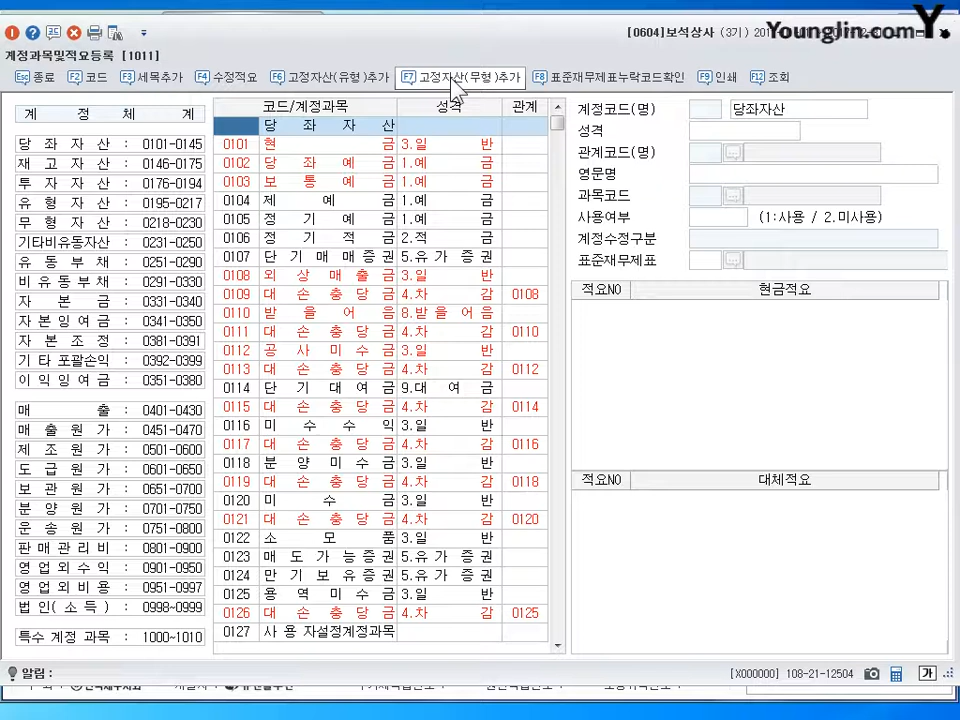 [0604]보석상사 (3기)
Younglin.com Y.
계정과목및적요등록 [1011]
Esc 종료 F2 코드 F3 세목추가 F4 수정적요 F6 고정자산(유형)추가 F7 고정자산(무형)추가 F8 표준재무제표누락코드확인 F9 인쇄 F12 조회
계 정 체 계
당 좌 자 산 : 0101-0145
재 고 자 산 : 0146-0175
투 자 자 산 : 0176-0194
유 형 자 산 : 0195-0217
무 형 자 산 : 0218-0230
기타비유동자산 : 0231-0250
유 동 부 채 : 0251-0290
비 유 동 부 채 : 0291-0330
자 본 금 : 0331-0340
자 본 잉 여 금 : 0341-0350
자 본 조 정 : 0381-0391
기 타 포괄손익 : 0392-0399
이 익 잉 여 금 : 0351-0380
매 출 : 0401-0430
매 출 원 가 : 0451-0470
제 조 원 가 : 0501-0600
도 급 원 가 : 0601-0650
보 관 원 가 : 0651-0700
분 양 원 가 : 0701-0750
운 송 원 가 : 0751-0800
판 매 관 리 비 : 0801-0900
영 업 외 수 익 : 0901-0950
영 업 외 비 용 : 0951-0997
법 인 ( 소 득 ) : 0998-0999
특수 계정 과목 : 1000~1010
코드/계정과목 성격 관계
당 좌 자 산
0101 현 금 3.일 반
0102 당 좌 예 금 1.예 금
0103 보 통 예 금 1.예 금
0104 제 예 금 1.예 금
0105 정 기 예 금 1.예 금
0106 정 기 적 금 2.적 금
0107 단 기 매 매 증 권 5.유 가 증 권
0108 외 상 매 출 금 3.일 반
0109 대 손 충 당 금 4.차 감 0108
0110 받 을 어 음 8.받 을 어 음
0111 대 손 충 당 금 4.차 감 0110
0112 공 사 미 수 금 3.일 반
0113 대 손 충 당 금 4.차 감 0112
0114 단 기 대 여 금 9.대 여 금
0115 대 손 충 당 금 4.차 감 0114
0116 미 수 수 익 3.일 반
0117 대 손 충 당 금 4.차 감 0116
0118 분 양 미 수 금 3.일 반
0119 대 손 충 당 금 4.차 감 0118
0120 미 수 금 3.일 반
0121 대 손 충 당 금 4.차 감 0120
0122 소 모 품 3.일 반
0123 매 도 가 능 증 권 5.유 가 증 권
0124 만 기 보 유 증 권 5.유 가 증 권
0125 용 역 미 수 금 3.일 반
0126 대 손 충 당 금 4.차 감 0125
0127 사 용 자설정계정과목
계정코드(명) 당좌자산
성격
관계코드(명)
영문명
과목코드
사용여부 (1:사용 / 2.미사용)
계정수정구분
표준재무제표
적요NO 현금적요
적요NO 대체적요
알림 :
[X000000] 108-21-12504
가